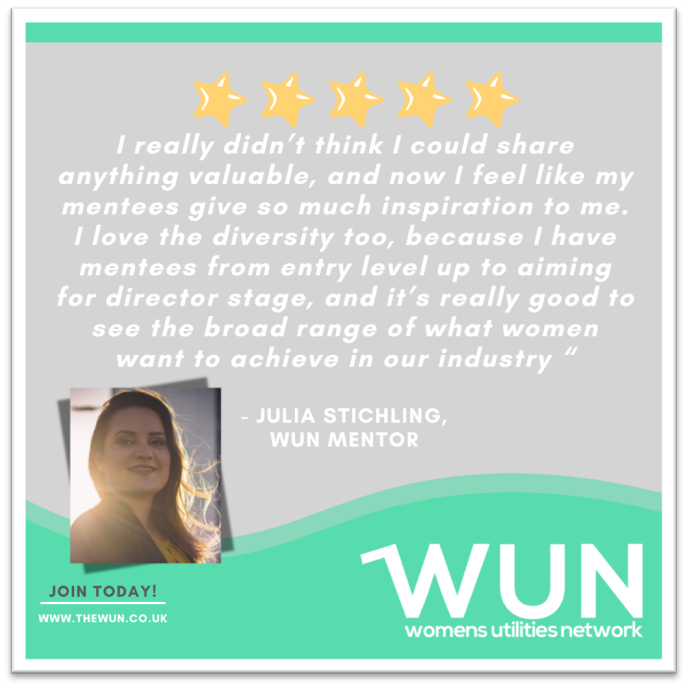 I really didn’t think I could share
anything valuable, and now I feel like my
mentees give so much inspiration to me.
I love the diversity too, because I have
mentees from entry level up to aiming
for director stage, and it’s really good to
see the broad range of what women
want to achieve in our industry “
- JULIA STICHLING,
WUN MENTOR
JOIN TODAY!
WWW.THEWUN.CO.UK
WUN
womens utilities network